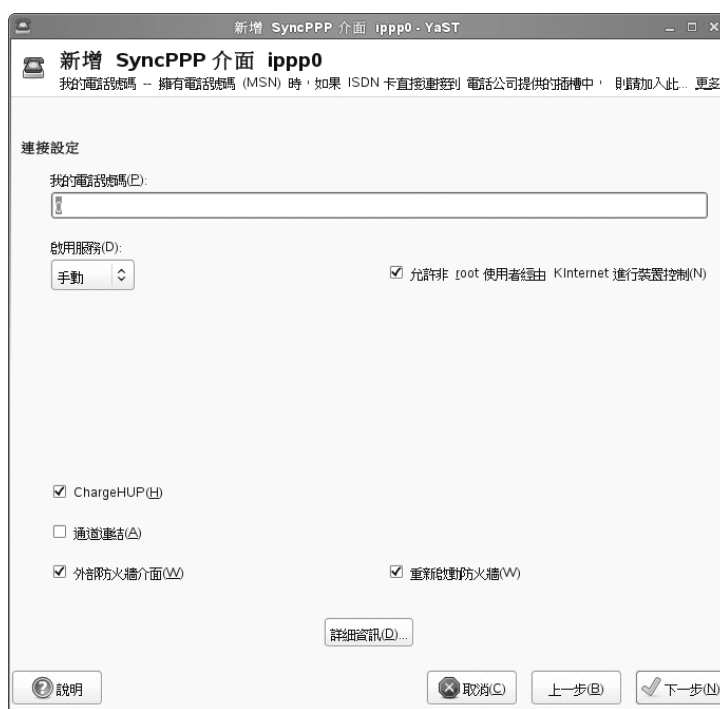 新增 SyncPPP 介面 ippp0 - YaST
新增 SyncPPP 介面 ippp0
我的電話號碼 -- 擁有電話號碼 (MSN) 時，如果 ISDN 卡直接連接到 電話公司提供的插槽中， 則請加入此... 更多
連接設定
我的電話號碼(P):
0
啟用服務(D):
手動
允許非 root 使用者經由 KInternet 進行裝置控制(N)
ChargeHUP(H)
通道連結(A)
外部防火牆介面(W) 重新啟動防火牆(W)
詳細資訊(D)...
說明 取消(C) 上一步(B) 下一步(N)